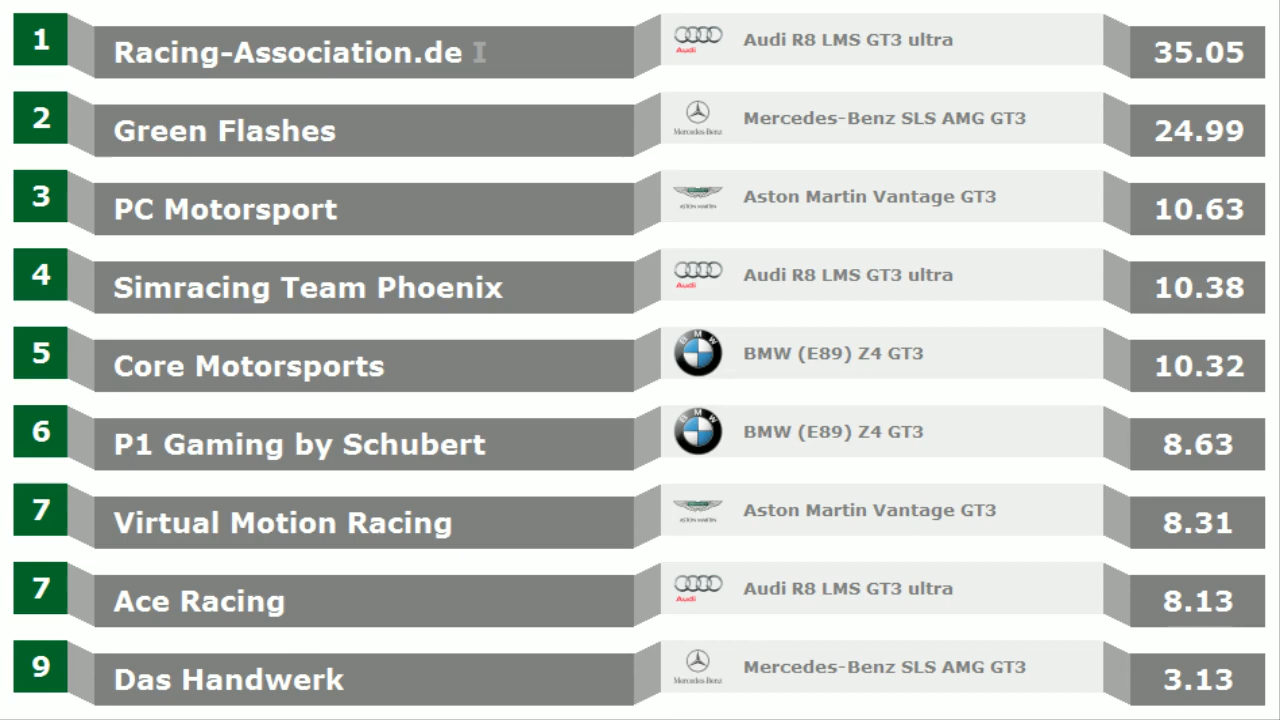 1 Racing-Association.de I Audi Audi R8 LMS GT3 ultra 35.05
2 Green Flashes Mercedes-Benz Mercedes-Benz SLS AMG GT3 24.99
3 PC Motorsport ASTON MARTIN Aston Martin Vantage GT3 10.63
4 Simracing Team Phoenix Audi Audi R8 LMS GT3 ultra 10.38
5 Core Motorsports BMW BMW (E89) Z4 GT3 10.32
6 P1 Gaming by Schubert BMW BMW (E89) Z4 GT3 8.63
7 Virtual Motion Racing ASTON MARTIN Aston Martin Vantage GT3 8.31
7 Ace Racing Audi Audi R8 LMS GT3 ultra 8.13
9 Das Handwerk Mercedes-Benz Mercedes-Benz SLS AMG GT3 3.13